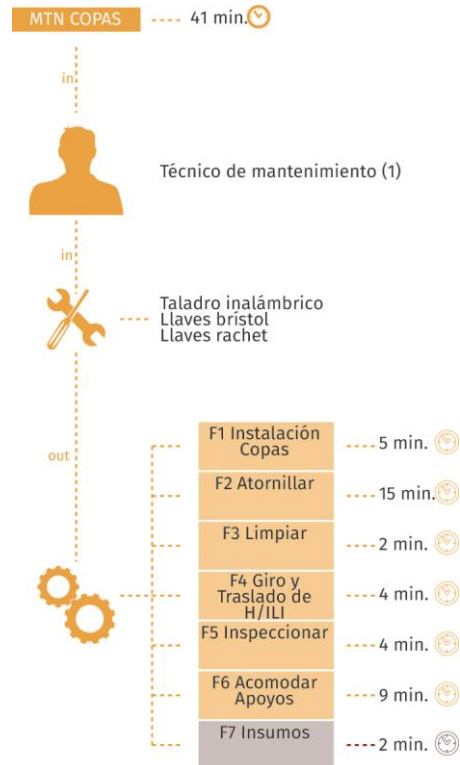 MTN COPAS
41 min.
in
Técnico de mantenimiento (1)
in
Taladro inalámbrico
Llaves brístol
Llaves rachet
out
F1 Instalación
Copas
5 min.
F2 Atornillar
15 min.
F3 Limpiar
2 min.
F4 Giro y
Traslado de
H/ILI
4 min.
F5 Inspeccionar
4 min.
F6 Acomodar
Apoyos
9 min.
F7 Insumos
2 min.